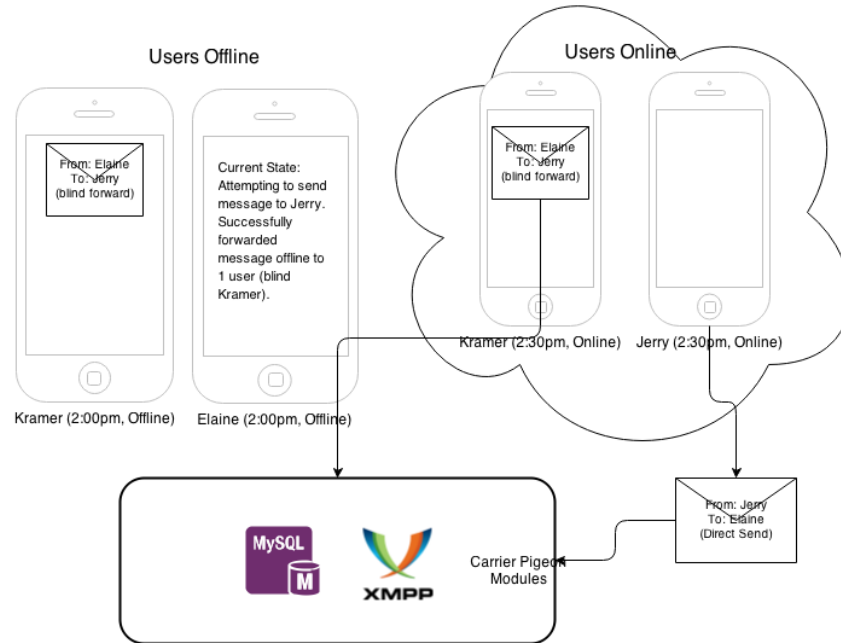 Users Offline
Users Online
From: Elaine
To: Jerry
(blind forward)
Current State:
Attempting to send
message to Jerry.
Successfully
forwarded
message offline to
1 user (blind
Kramer).
From: Elaine
To: Jerry
(blind forward)
Kramer (2:00pm, Offline)
Elaine (2:00pm, Offline)
Kramer (2:30pm, Online)
Jerry (2:30pm, Online)
From: Jerry
To: Elaine
(Direct Send)
MySQL
M
XMPP
Carrier Pigeon
Modules